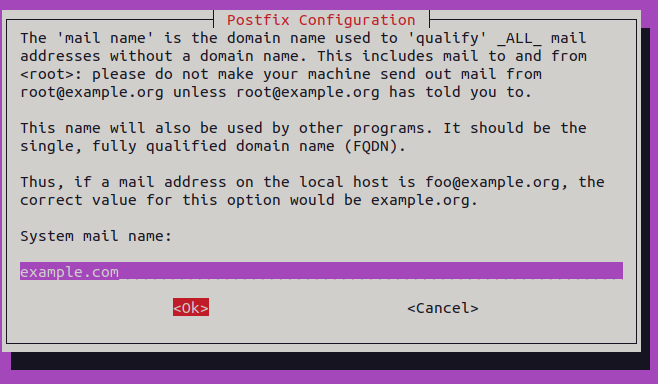 Postfix Configuration
The 'mail name' is the domain name used to 'qualify' _ALL_ mail
addresses without a domain name. This includes mail to and from
<root>: please do not make your machine send out mail from
root@example.org unless root@example.org has told you to.
This name will also be used by other programs. It should be the
single, fully qualified domain name (FQDN).
Thus, if a mail address on the local host is foo@example.org, the
correct value for this option would be example.org.
System mail name:
example.com
<Ok> <Cancel>